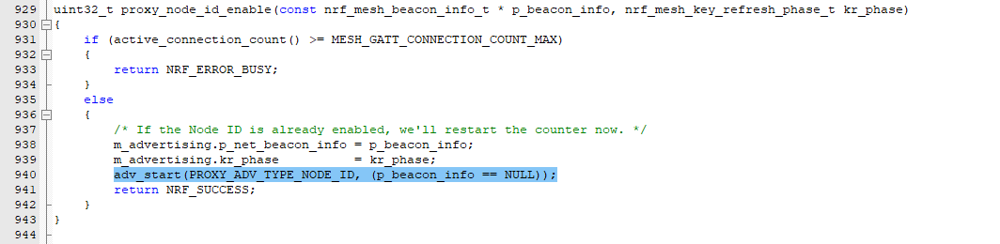 929 uint32_t proxy_node_id_enable(const nrf_mesh_beacon_info_t * p_beacon_info, nrf_mesh_key_refresh_phase_t kr_phase)
930 {
931     if (active_connection_count() >= MESH_GATT_CONNECTION_COUNT_MAX)
932     {
933         return NRF_ERROR_BUSY;
934     }
935     else
936     {
937         /* If the Node ID is already enabled, we'll restart the counter now. */
938         m_advertising.p_net_beacon_info = p_beacon_info;
939         m_advertising.kr_phase          = kr_phase;
940         adv_start(PROXY_ADV_TYPE_NODE_ID, (p_beacon_info == NULL));
941         return NRF_SUCCESS;
942     }
943 }
944